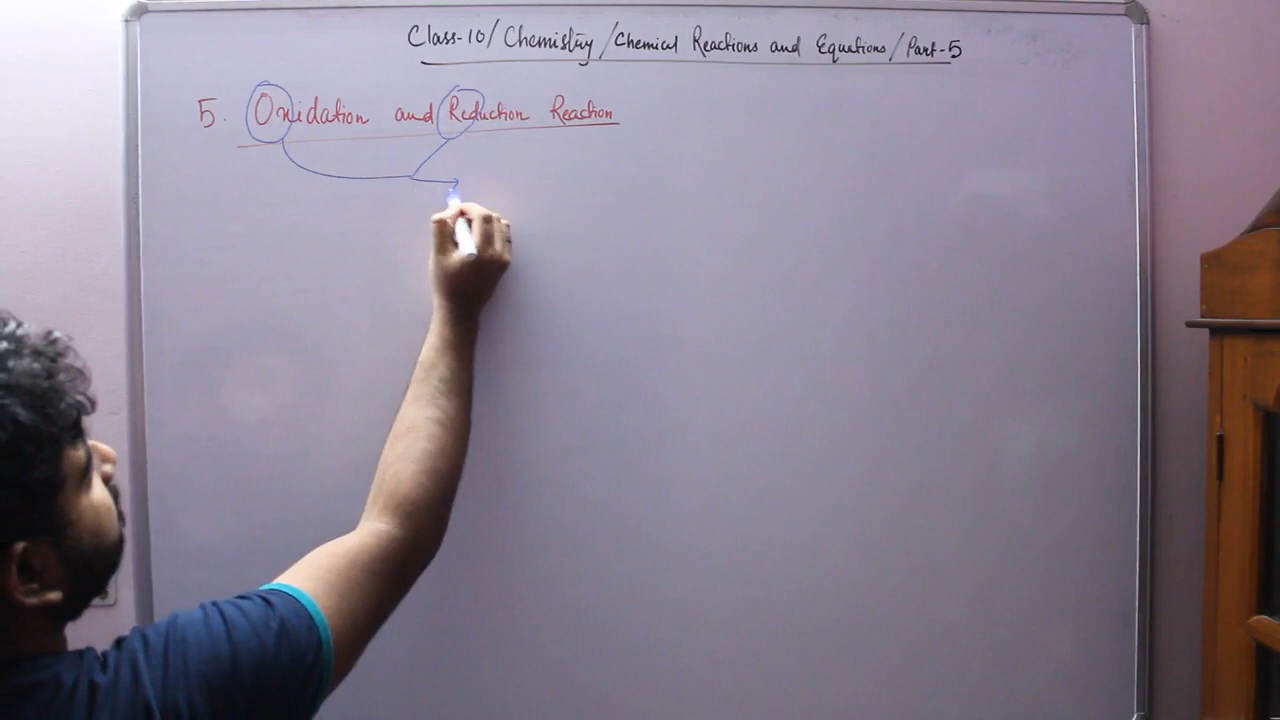 Class-10/Chemistry/Chemical Reactions and Equations/Part-5
5. Oxidation and Reduction Reaction